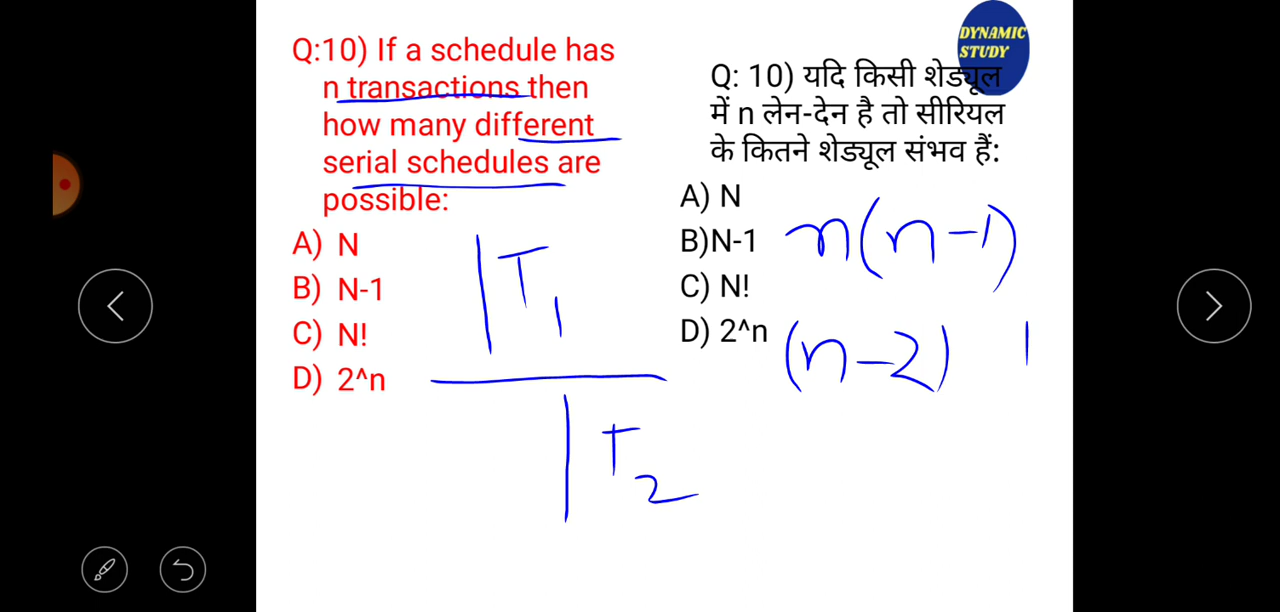 DYNAMIC
STUDY
Q:10) If a schedule has
n transactions then
how many different
serial schedules are
possible:
A) N
B) N-1
C) N!
D) 2^n
Q: 10) यदि किसी शेड्यूल
में n लेन-देन है तो सीरियल
के कितने शेड्यूल संभव हैं:
A) N
B)N-1
C) N!
D) 2^n
T1
T2
n(n-1)
(n-2) 1